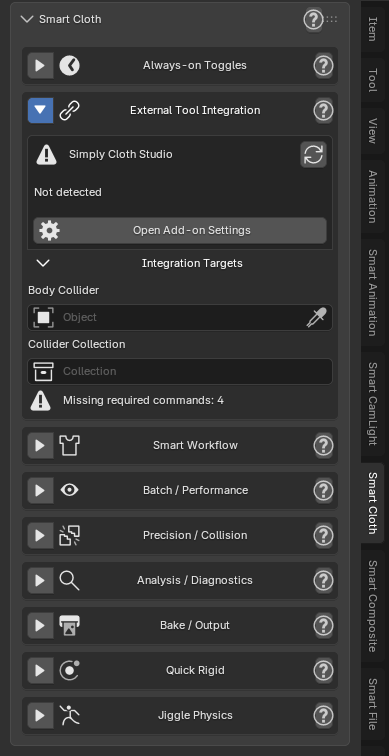 Smart Cloth
Always-on Toggles
External Tool Integration
Simply Cloth Studio
Not detected
Open Add-on Settings
Integration Targets
Body Collider
Object
Collider Collection
Collection
Missing required commands: 4
Smart Workflow
Batch / Performance
Precision / Collision
Analysis / Diagnostics
Bake / Output
Quick Rigid
Jiggle Physics
Item
Tool
View
Animation
Smart Animation
Smart CamLight
Smart Cloth
Smart Composite
Smart File